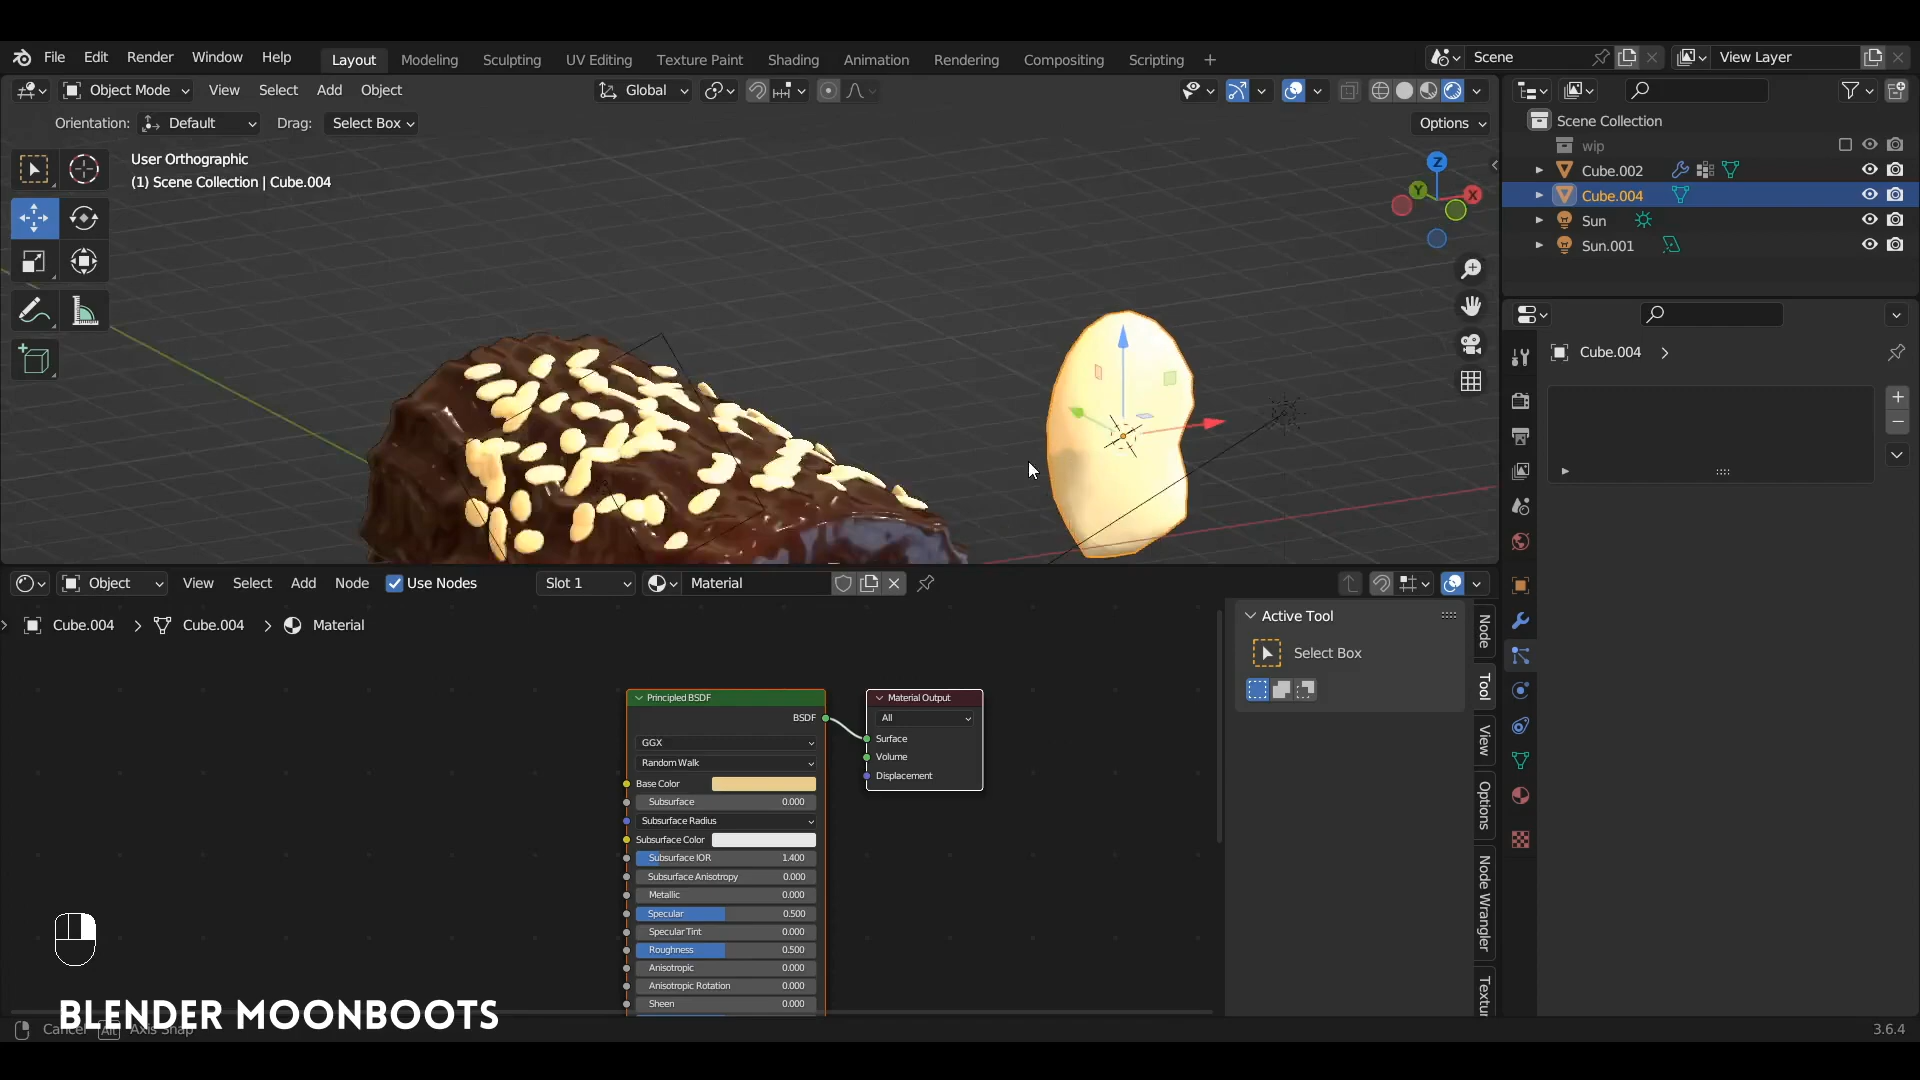 File Edit Render Window Help Layout Modeling Sculpting UV Editing Texture Paint Shading Animation Rendering Compositing Scripting + Scene View Layer
Object Mode View Select Add Object Global
Orientation: Default Drag: Select Box Options
User Orthographic
(1) Scene Collection | Cube.004
Z
Y
X
Scene Collection
wip
Cube.002
Cube.004
Sun
Sun.001
Cube.004
Object View Select Add Node Use Nodes Slot 1 Material
Cube.004 > Cube.004 > Material
Principled BSDF
BSDF
GGX
Random Walk
Base Color
Subsurface 0.000
Subsurface Radius
Subsurface Color
Subsurface IOR 1.400
Subsurface Anisotropy 0.000
Metallic 0.000
Specular 0.500
Specular Tint 0.000
Roughness 0.500
Anisotropic 0.000
Anisotropic Rotation 0.000
Sheen 0.000
Material Output
All
Surface
Volume
Displacement
Active Tool
Select Box
Node
Tool
View
Options
Node Wrangler
Textu
BLENDER MOONBOOTS
Cancel Alt Axis Snap
3.6.4